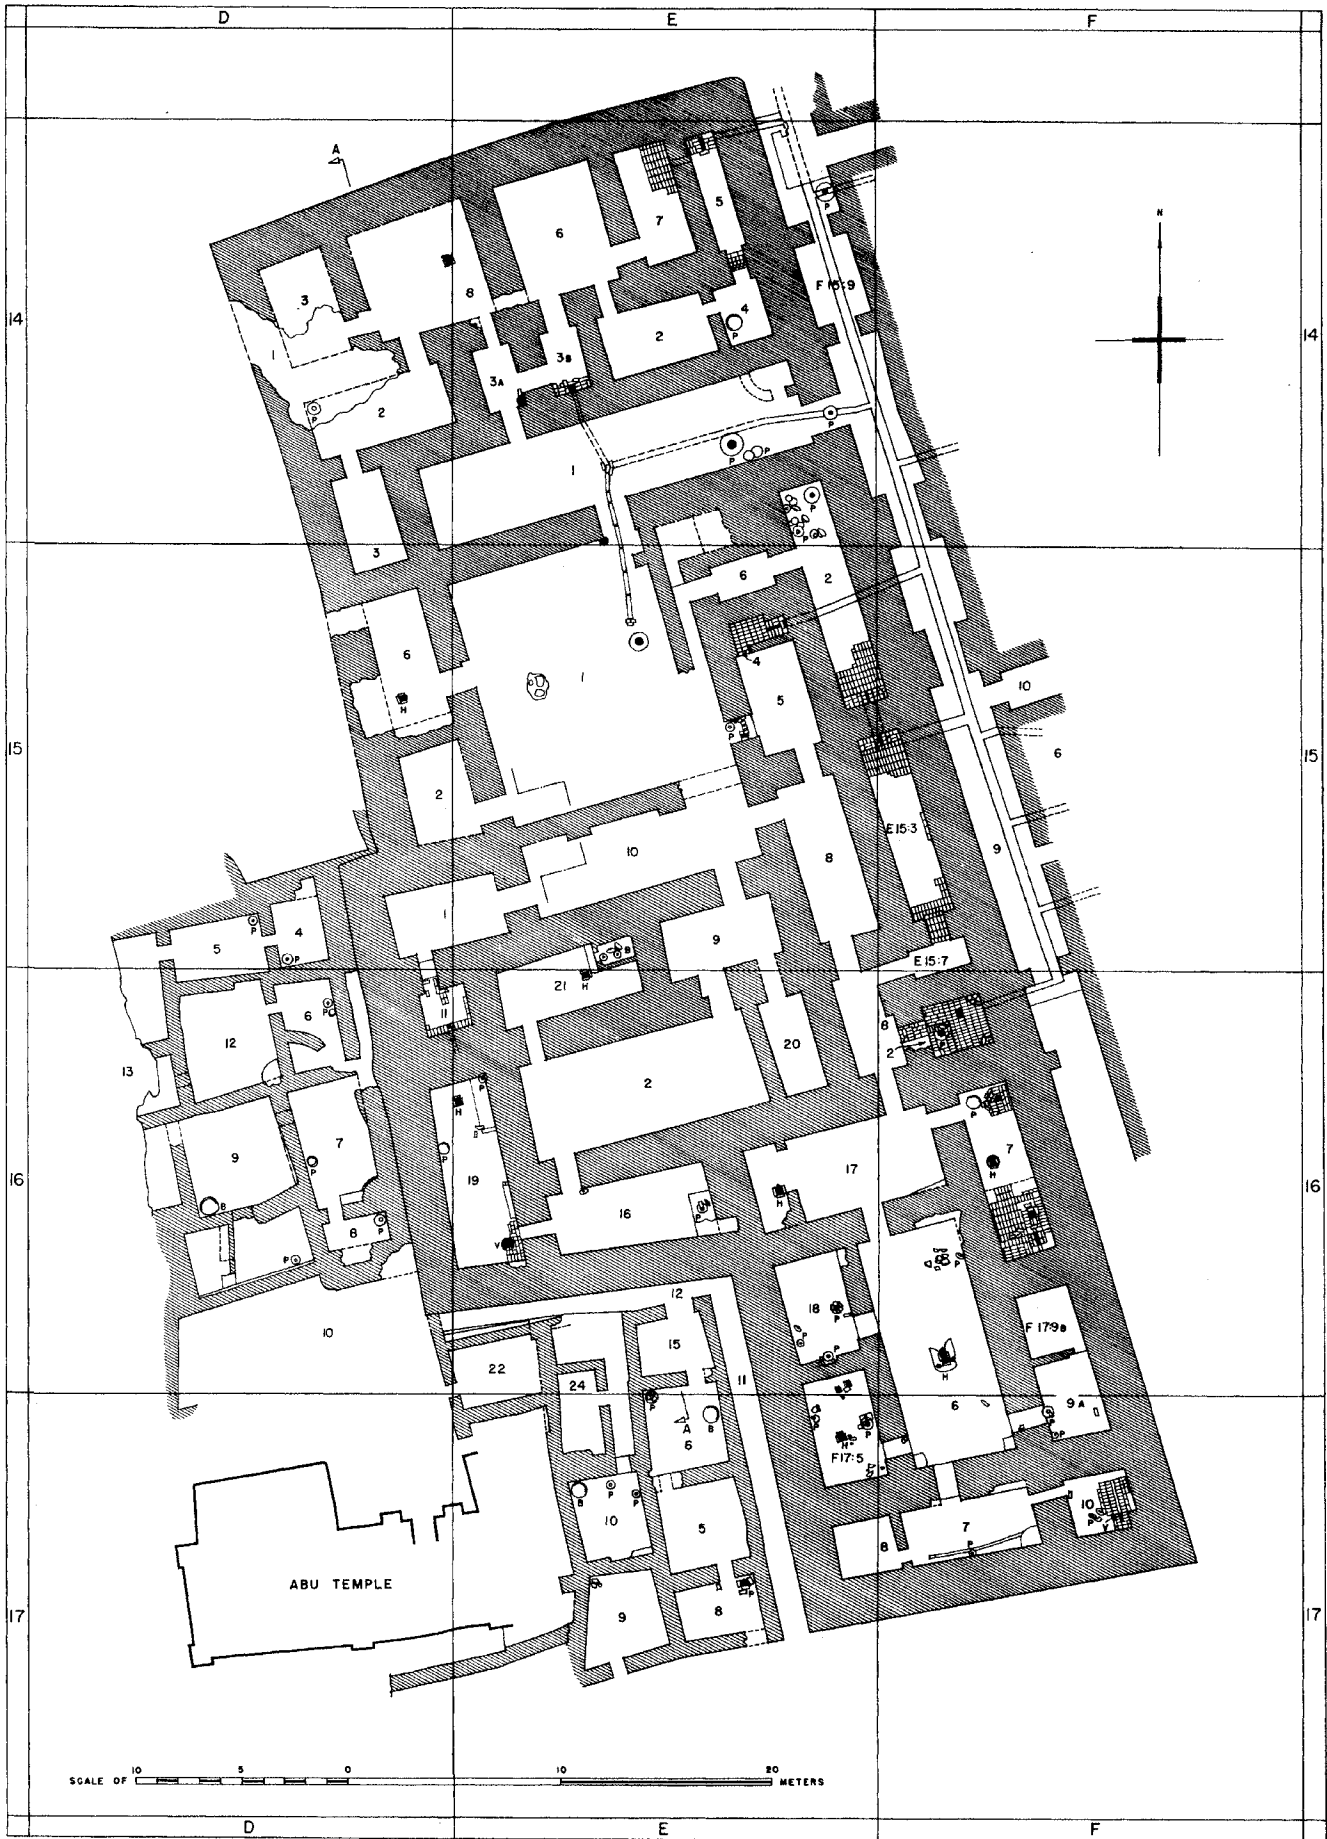 D E F
A
N
6 7 5
P
3 8 F 15:9
14 4 14
1 2
P
3A 3B
P 2
P
1 P P
3
P P
6 2
6 4
H 1 5 10
P
15 6 15
2
E15:3
10 8 9
1
P
5 4 9
P B
E15:7
21 H
11
6 P 8
12 20 2 P
13 2
P P
H
7 7
9 P 17 H
P
16 19 16
H
B 16 P
8 P
P V
P
12 18
10 P
15 F 17:9B
P
22 11 H
24
A 6 9A
B P
6 P
H P
F17:5
B P P 10
10 5 7 P V
P
8
ABU TEMPLE
P
9 8
17 17
SCALE OF 10 5 0 10 20 METERS
D E F